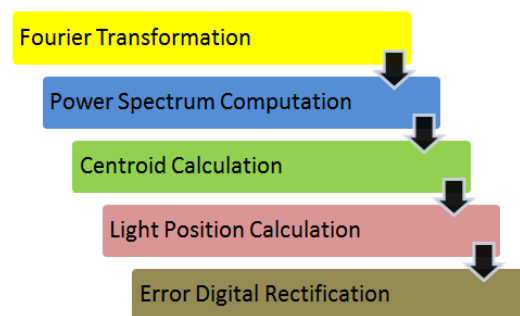 Fourier Transformation
Power Spectrum Computation
Centroid Calculation
Light Position Calculation
Error Digital Rectification